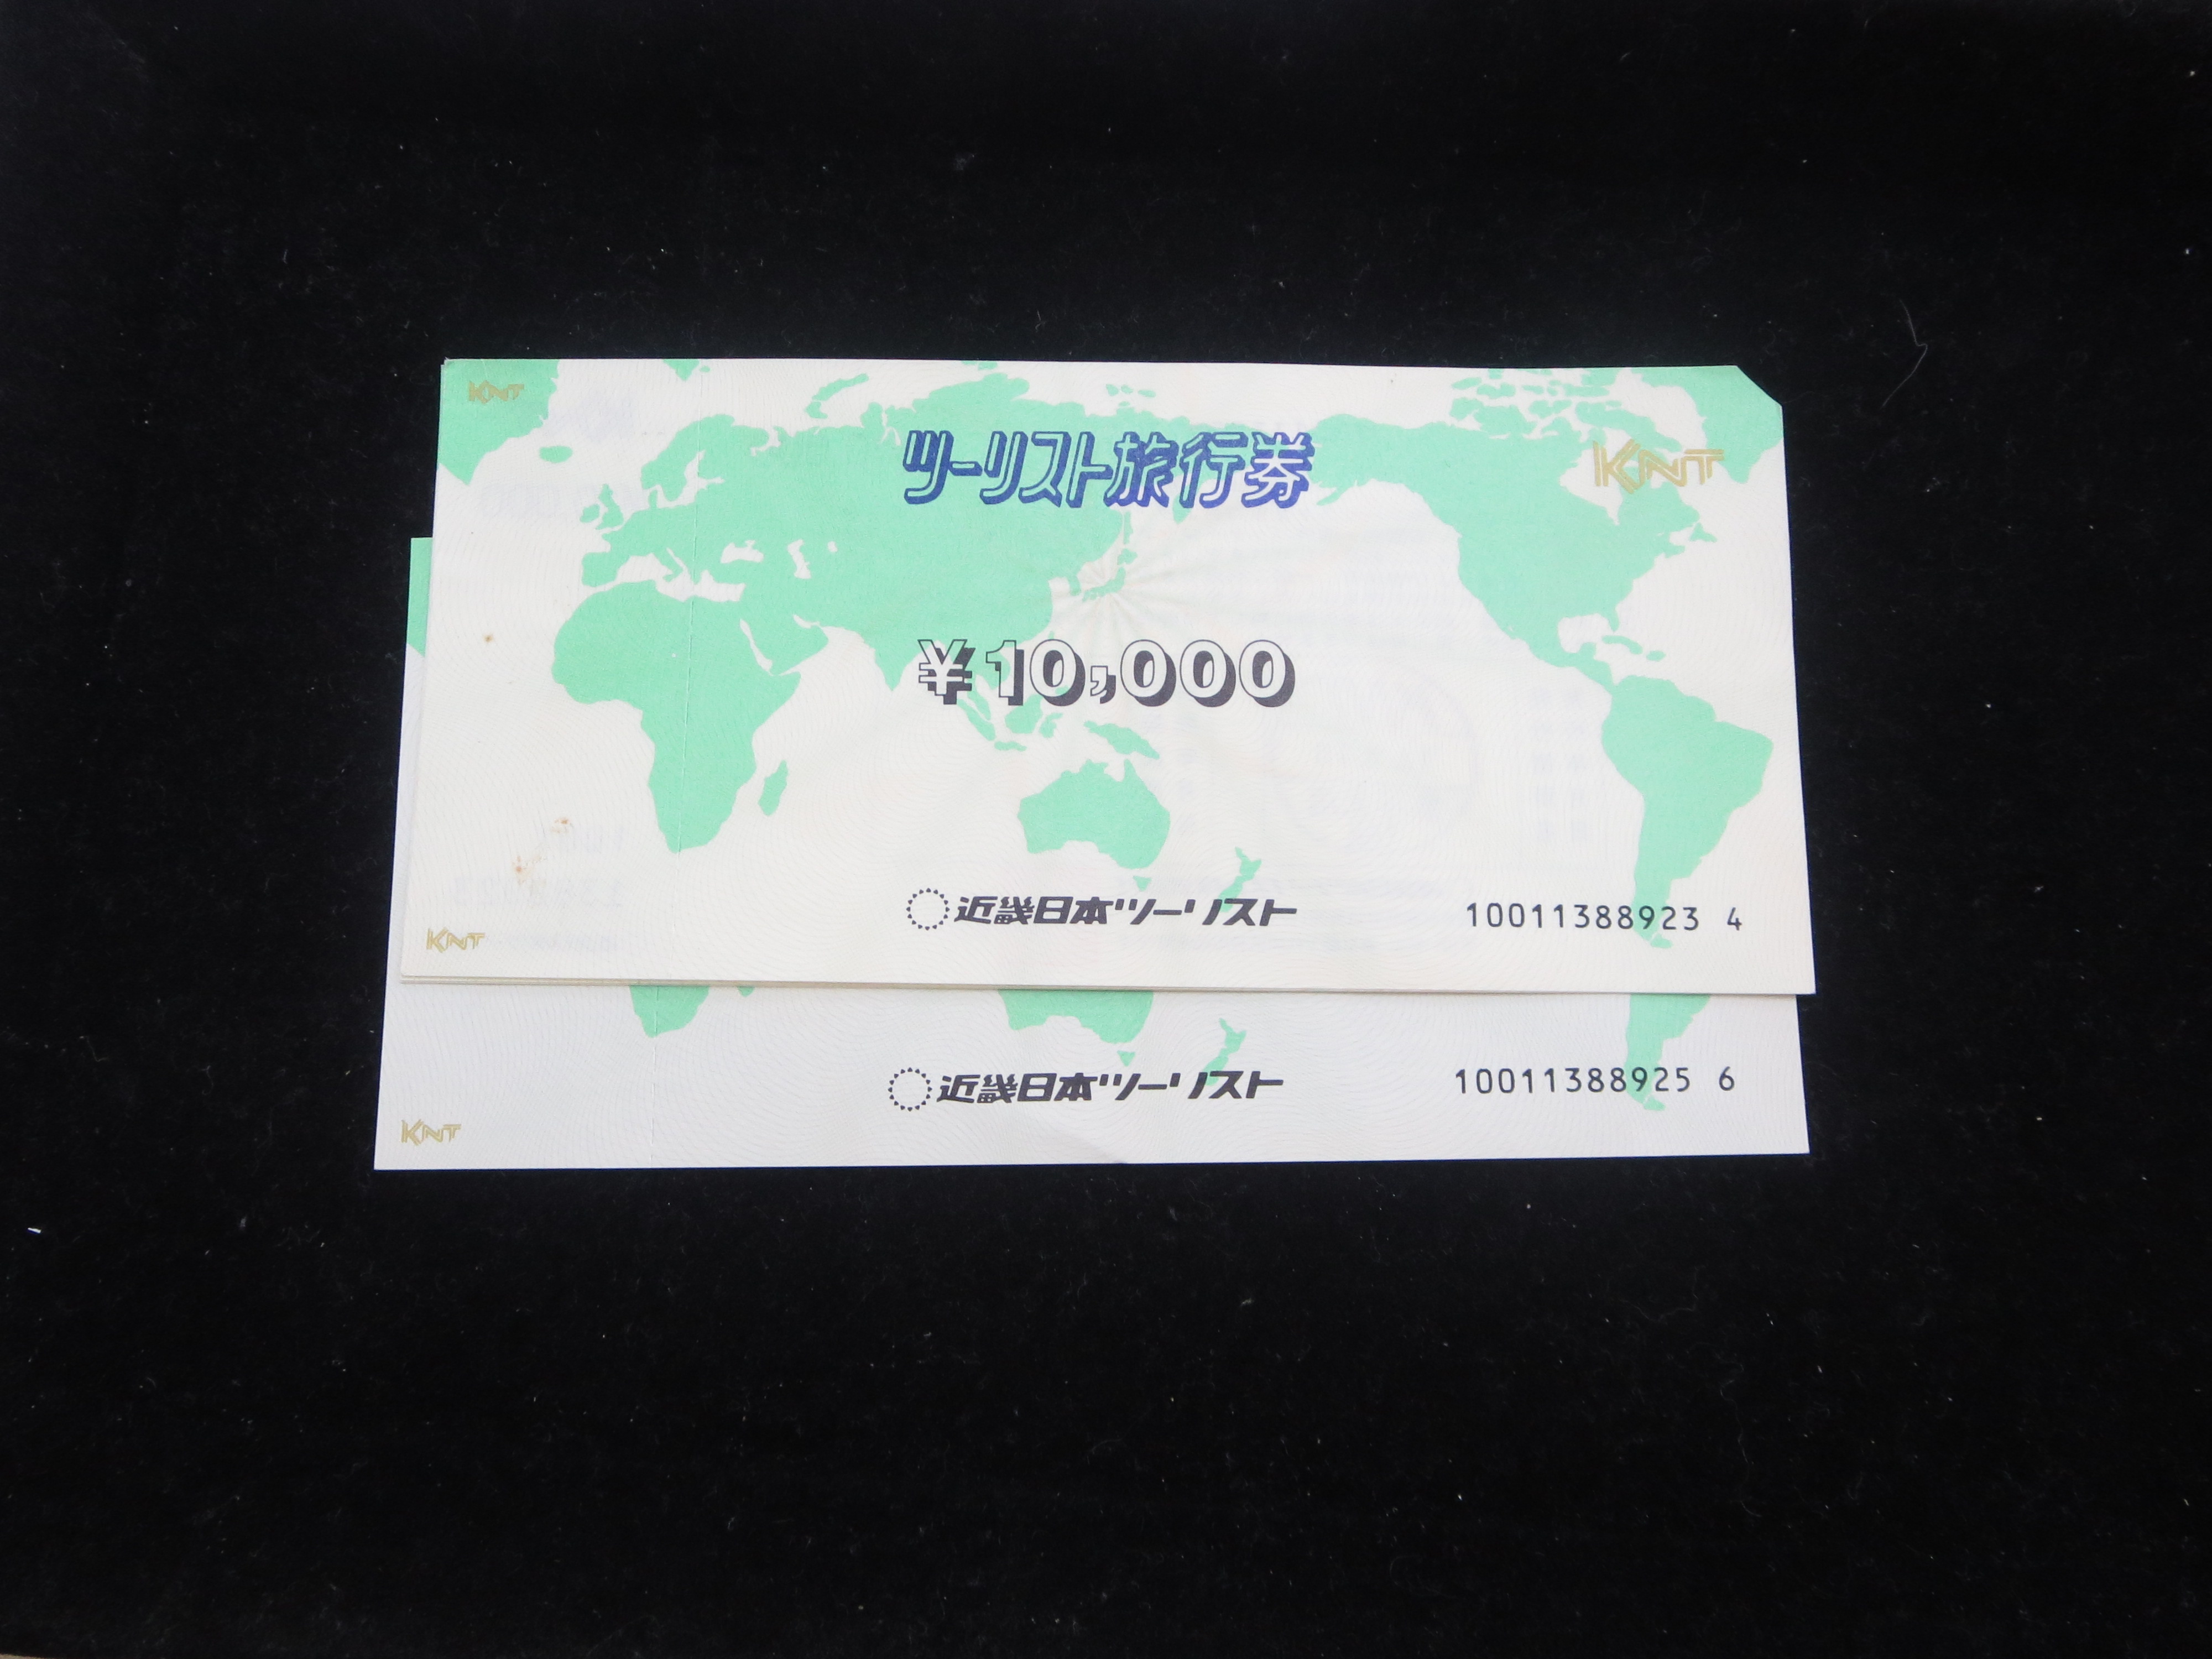 KNT
ツーリスト旅行券
KNT
¥10,000
近畿日本ツーリスト
10011388923 4
KNT
近畿日本ツーリスト
10011388925 6
KNT